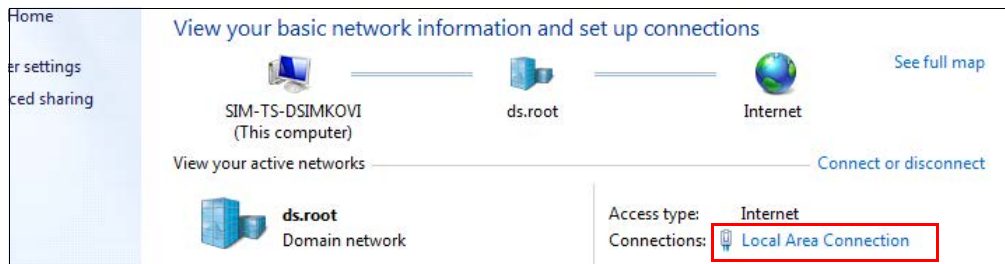 Home
er settings
ced sharing
View your basic network information and set up connections
See full map
SIM-TS-DSIMKOVI
(This computer)
ds.root
Internet
View your active networks
Connect or disconnect
ds.root
Domain network
Access type: Internet
Connections: Local Area Connection